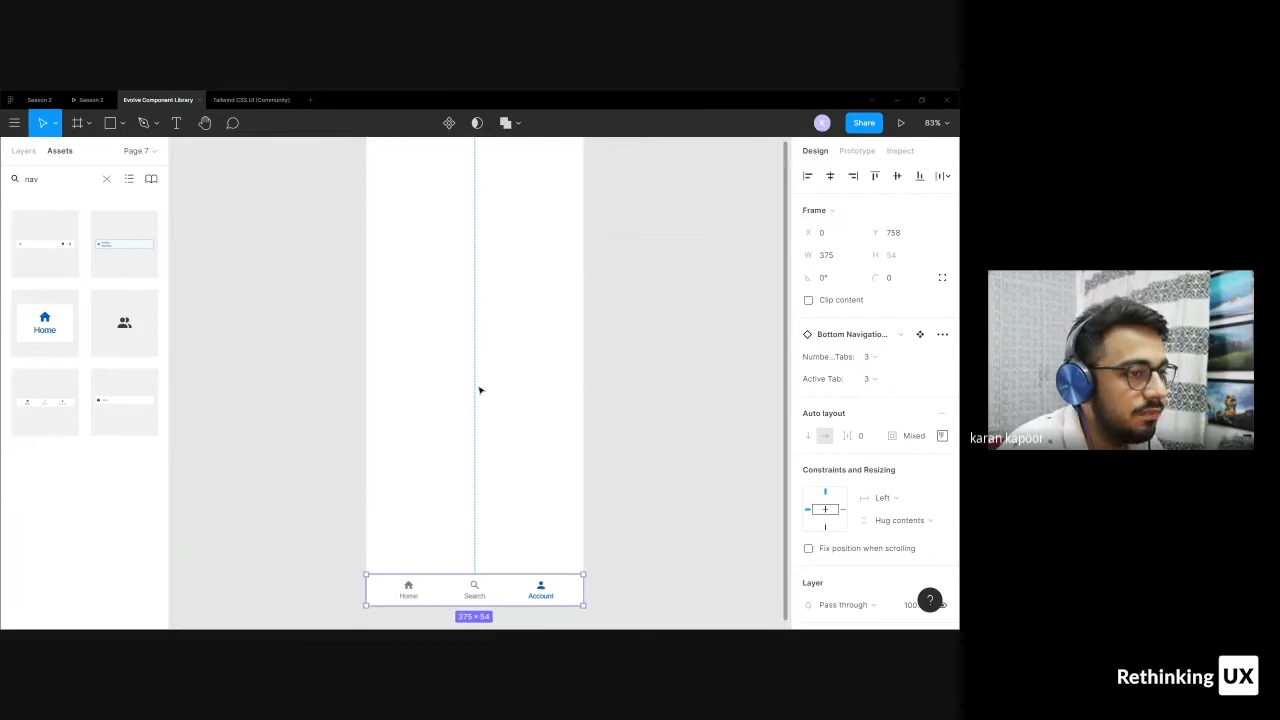 Season 2
Season 2
Evolve Component Library
Tailwind CSS UI (Community)
K
Share
83%
Layers
Assets
Page 7
nav
Home
Home
Search
Account
375 × 54
Design
Prototype
Inspect
Frame
X 0
Y 758
W 375
H 54
0°
0
Clip content
Bottom Navigatio...
Numbe...Tabs: 3
Active Tab: 3
Auto layout
0
Mixed
Constraints and Resizing
Left
Hug contents
Fix position when scrolling
Layer
Pass through
?
karan.kapoor
Rethinking UX